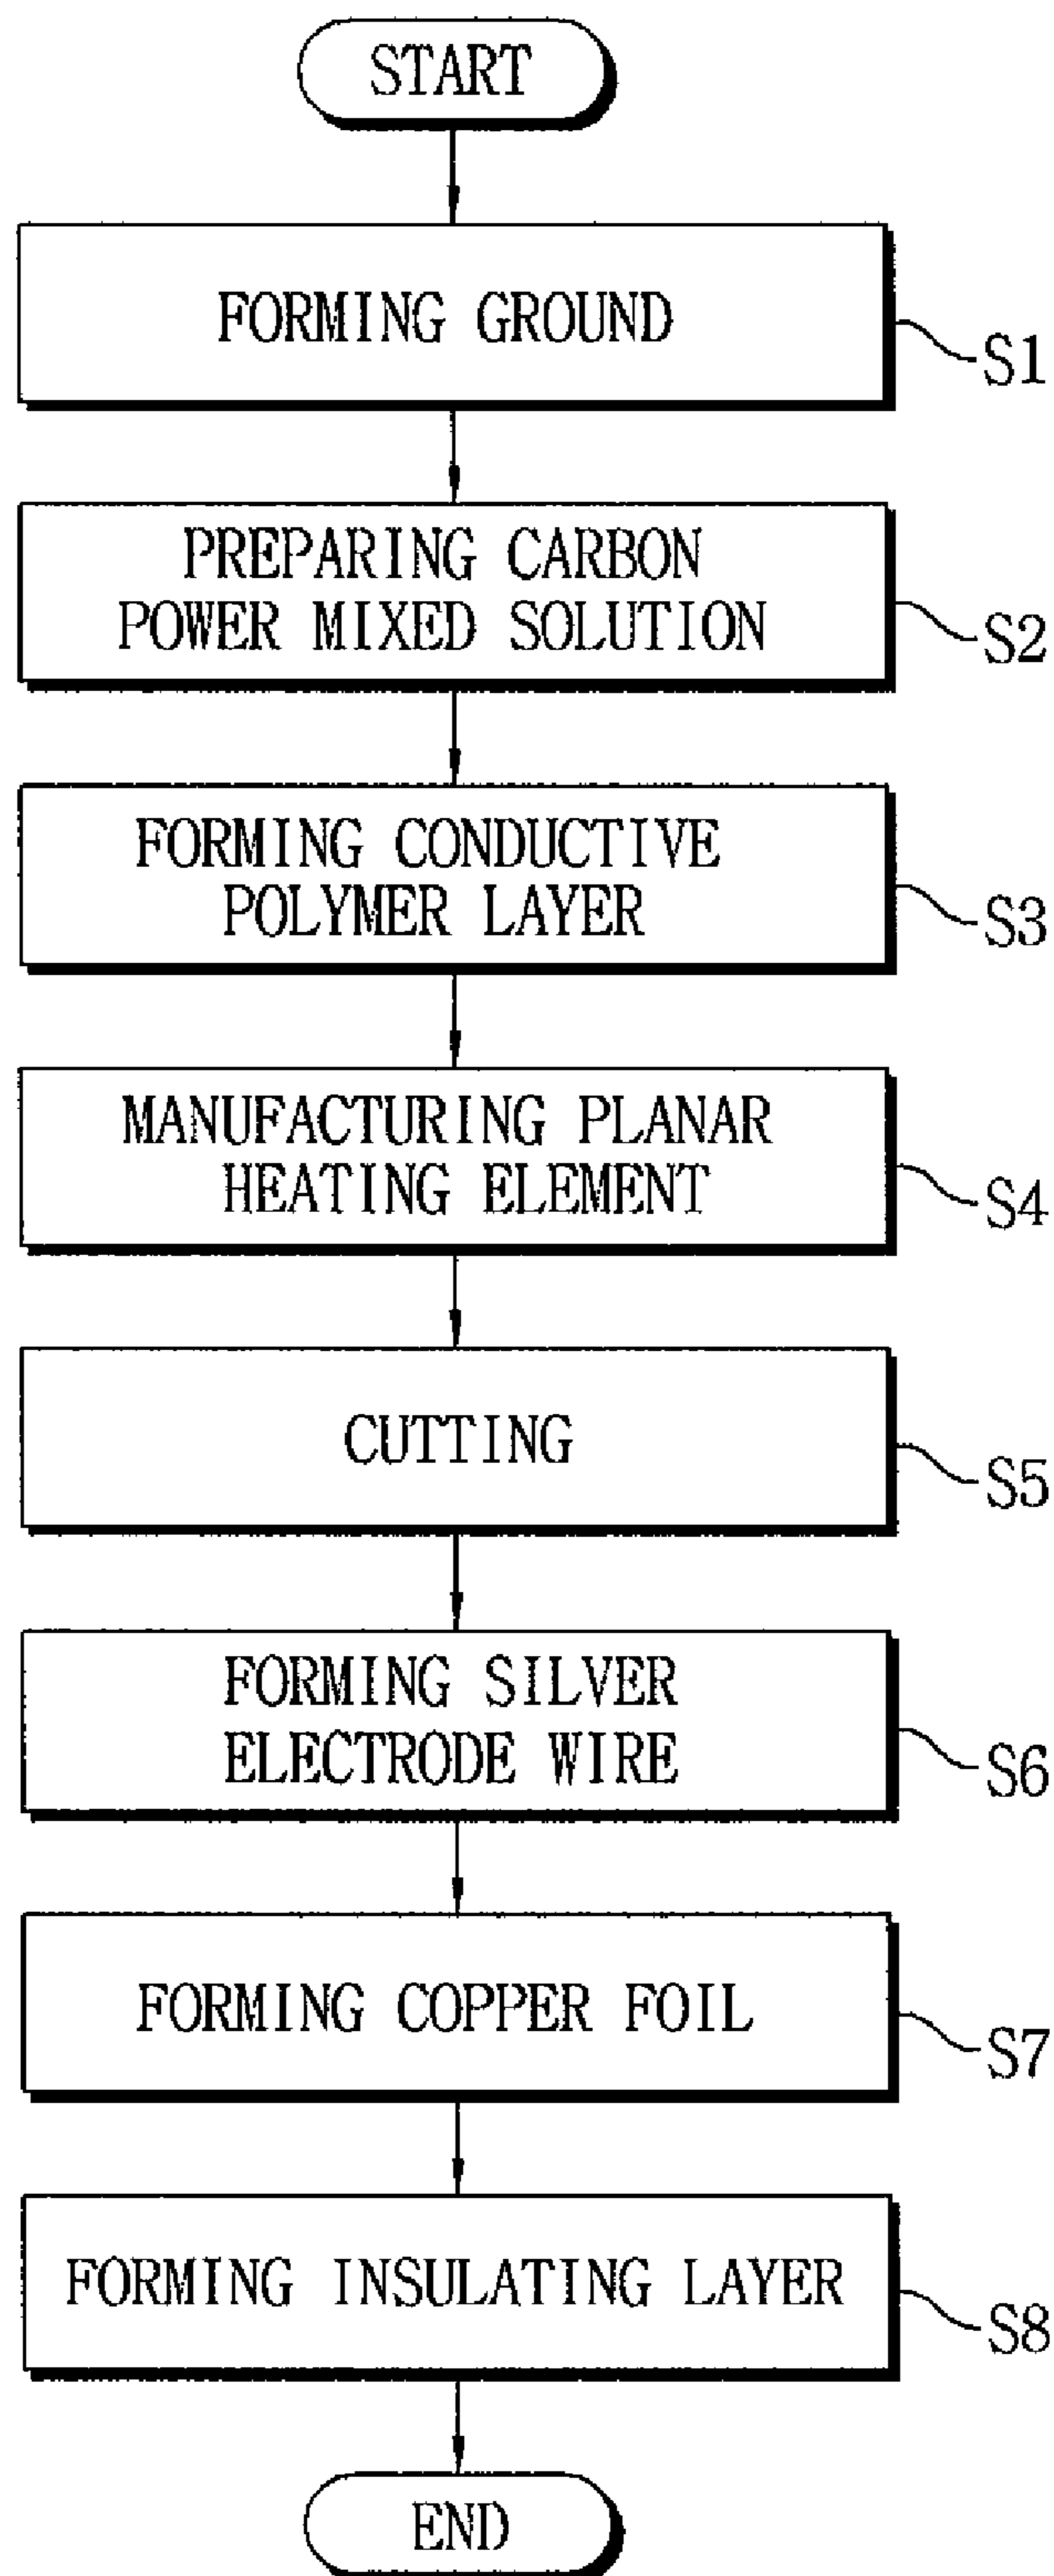 START
FORMING GROUND
S1
PREPARING CARBON
POWER MIXED SOLUTION
S2
FORMING CONDUCTIVE
POLYMER LAYER
S3
MANUFACTURING PLANAR
HEATING ELEMENT
S4
CUTTING
S5
FORMING SILVER
ELECTRODE WIRE
S6
FORMING COPPER FOIL
S7
FORMING INSULATING LAYER
S8
END